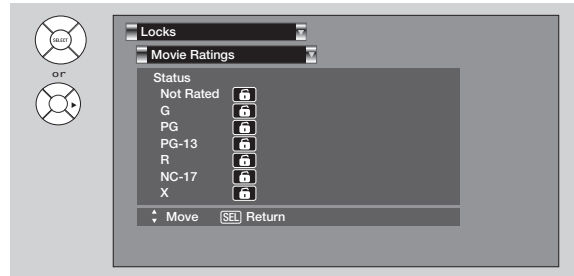 SELECT
or
Locks
Movie Ratings
Status
Not Rated
G
PG
PG-13
R
NC-17
X
Move SEL Return